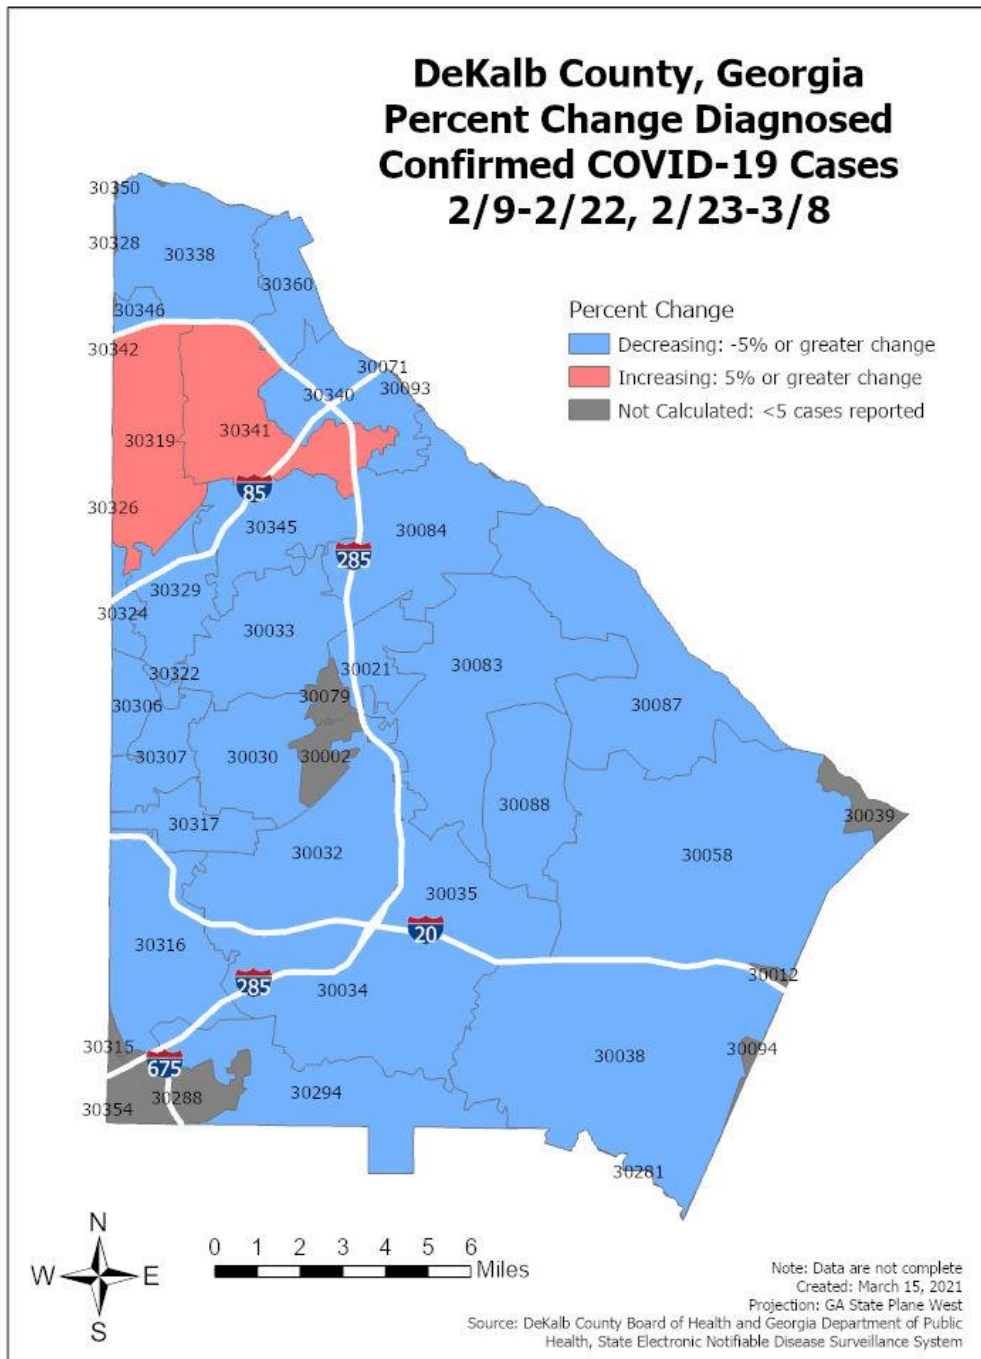 DeKalb County, Georgia
Percent Change Diagnosed
Confirmed COVID-19 Cases
2/9-2/22, 2/23-3/8
Percent Change
Decreasing: -5% or greater change
Increasing: 5% or greater change
Not Calculated: <5 cases reported
30350
30328
30338
30360
30346
30342
30071
30340
30093
30319
30341
85
30326
30345
30084
285
30329
30324
30033
30322
30021
30083
30079
30306
30087
30307
30030
30002
30088
30039
30317
30032
30058
30035
20
30316
30012
285
30034
30315
675
30038
30094
30288
30294
30354
30281
N
W
E
S
0 1 2 3 4 5 6
Miles
Note: Data are not complete
Created: March 15, 2021
Projection: GA State Plane West
Source: DeKalb County Board of Health and Georgia Department of Public
Health, State Electronic Notifiable Disease Surveillance System